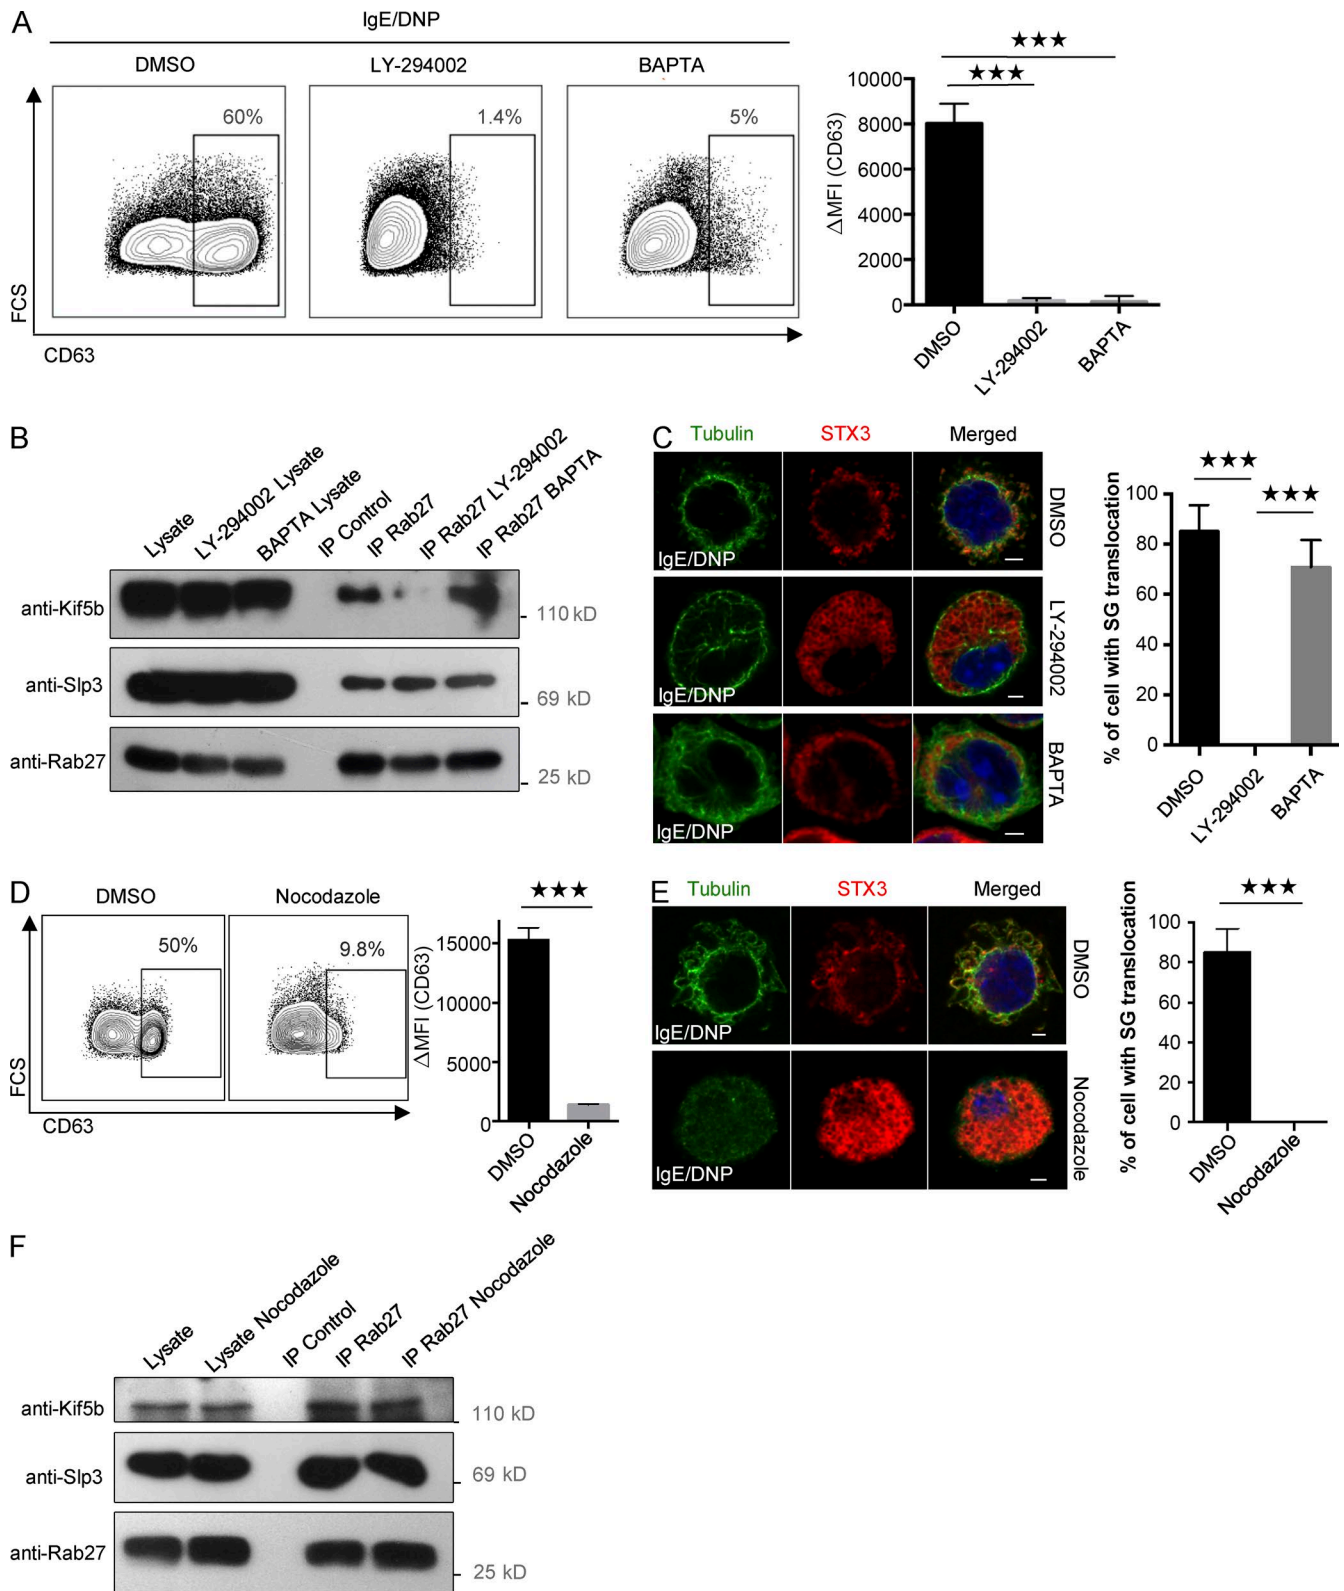 A
IgE/DNP
DMSO
LY-294002
BAPTA
60%
1.4%
5%
FCS
CD63
★★★
★★★
10000
8000
6000
4000
2000
0
ΔMFI (CD63)
DMSO
LY-294002
BAPTA
B
Lysate
LY-294002 Lysate
BAPTA Lysate
IP Control
IP Rab27
IP Rab27 LY-294002
IP Rab27 BAPTA
anti-Kif5b
110 kD
anti-Slp3
69 kD
anti-Rab27
25 kD
C
Tubulin
STX3
Merged
IgE/DNP
DMSO
IgE/DNP
LY-294002
IgE/DNP
BAPTA
★★★
★★★
100
80
60
40
20
0
% of cell with SG translocation
DMSO
LY-294002
BAPTA
D
DMSO
Nocodazole
50%
9.8%
FCS
CD63
★★★
15000
10000
5000
0
ΔMFI (CD63)
DMSO
Nocodazole
E
Tubulin
STX3
Merged
IgE/DNP
DMSO
IgE/DNP
Nocodazole
★★★
100
80
60
40
20
0
% of cell with SG translocation
DMSO
Nocodazole
F
Lysate
Lysate Nocodazole
IP Control
IP Rab27
IP Rab27 Nocodazole
anti-Kif5b
110 kD
anti-Slp3
69 kD
anti-Rab27
25 kD